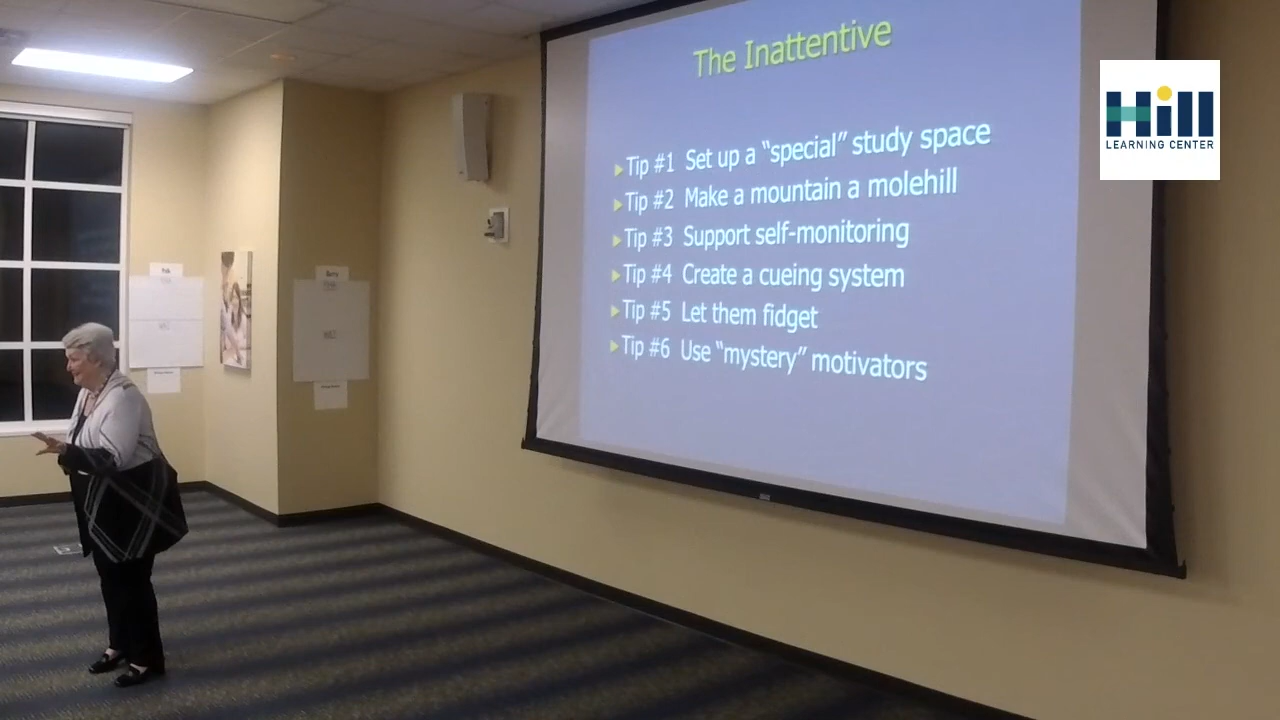 The Inattentive
Tip #1 Set up a “special” study space
Tip #2 Make a mountain a molehill
Tip #3 Support self-monitoring
Tip #4 Create a cueing system
Tip #5 Let them fidget
Tip #6 Use “mystery” motivators
Hill
LEARNING CENTER